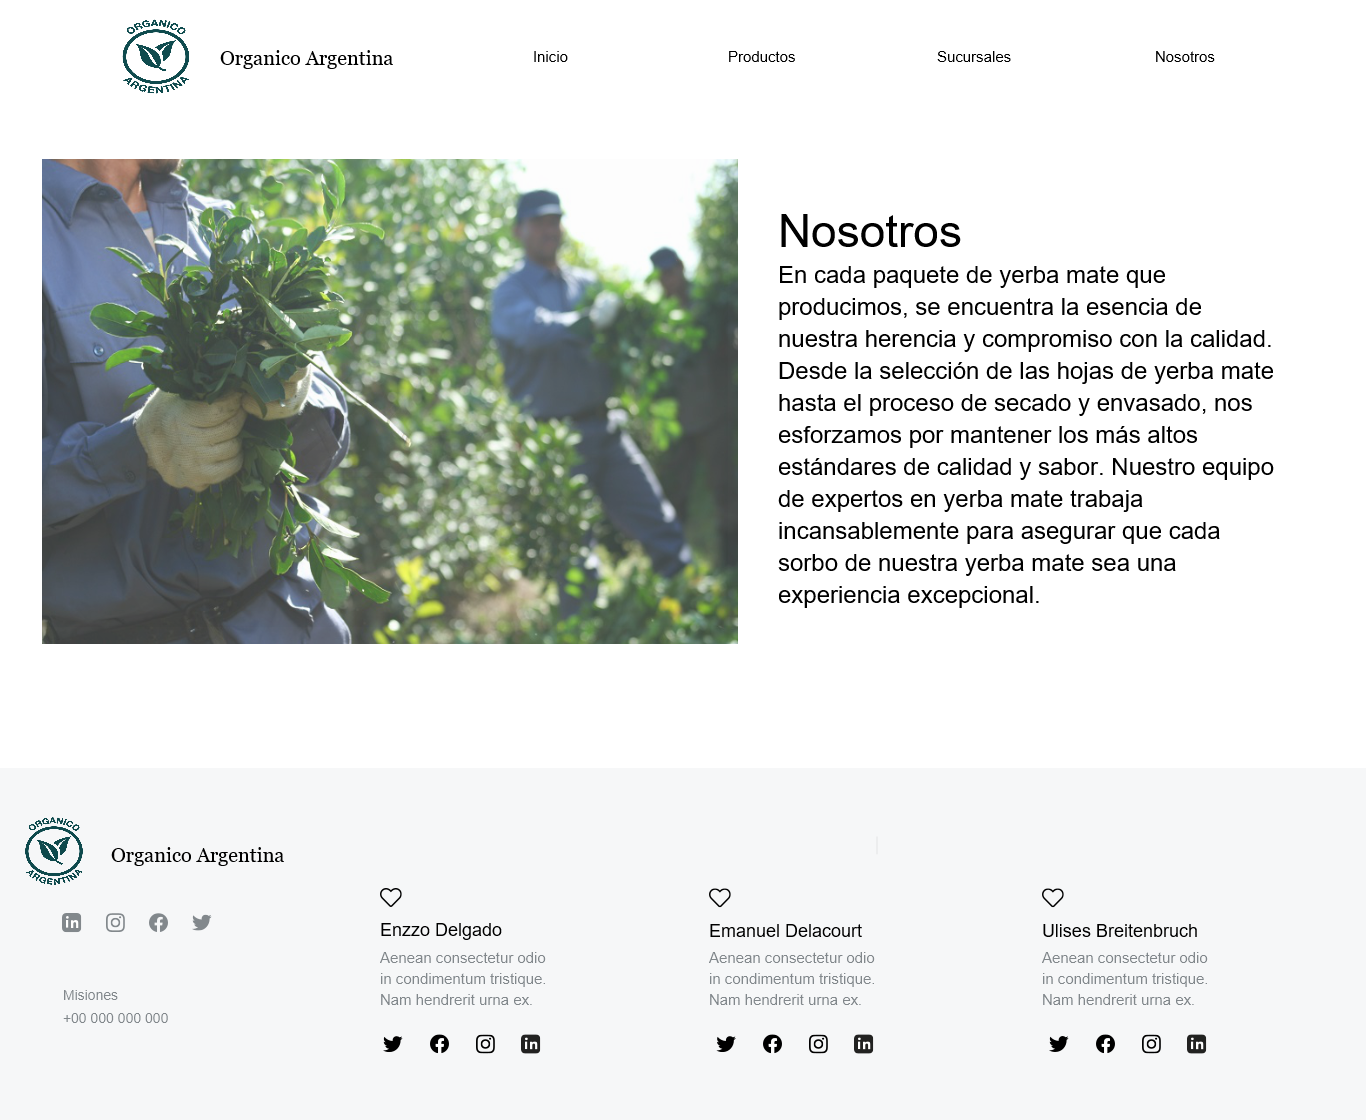 ORGANICO
ARGENTINA
Organico Argentina
Inicio
Productos
Sucursales
Nosotros
Nosotros
En cada paquete de yerba mate que
producimos, se encuentra la esencia de
nuestra herencia y compromiso con la calidad.
Desde la selección de las hojas de yerba mate
hasta el proceso de secado y envasado, nos
esforzamos por mantener los más altos
estándares de calidad y sabor. Nuestro equipo
de expertos en yerba mate trabaja
incansablemente para asegurar que cada
sorbo de nuestra yerba mate sea una
experiencia excepcional.
ORGANICO
ARGENTINA
Organico Argentina
Misiones
+00 000 000 000
Enzzo Delgado
Aenean consectetur odio
in condimentum tristique.
Nam hendrerit urna ex.
Emanuel Delacourt
Aenean consectetur odio
in condimentum tristique.
Nam hendrerit urna ex.
Ulises Breitenbruch
Aenean consectetur odio
in condimentum tristique.
Nam hendrerit urna ex.